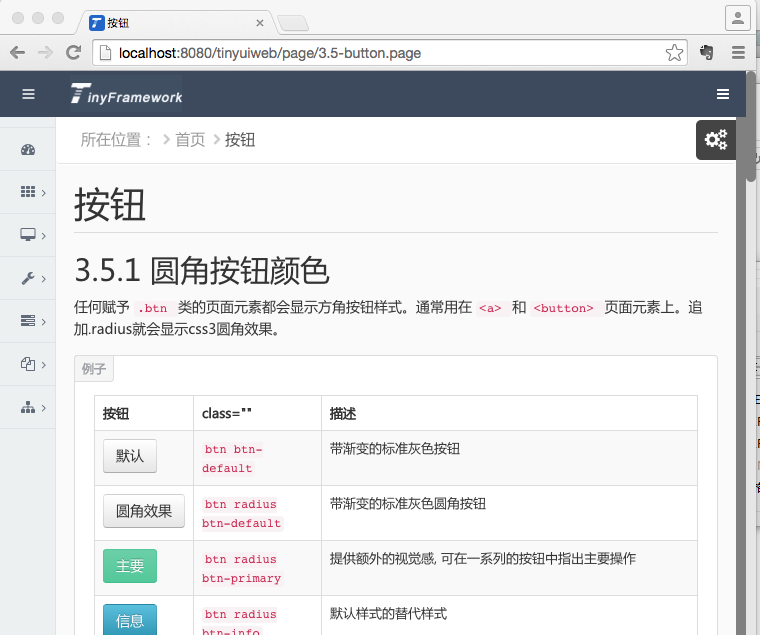 按钮
localhost:8080/tinyuiweb/page/3.5-button.page
TinyFramework
所在位置： 首页 按钮
按钮
3.5.1 圆角按钮颜色
任何赋予 .btn 类的页面元素都会显示方角按钮样式。通常用在 <a> 和 <button> 页面元素上。追
加.radius就会显示css3圆角效果。
例子
按钮 class="" 描述
默认 btn btn- 带渐变的标准灰色按钮
default
圆角效果 btn radius 带渐变的标准灰色圆角按钮
btn-default
主要 btn radius 提供额外的视觉感, 可在一系列的按钮中指出主要操作
btn-primary
信息 btn radius 默认样式的替代样式
btn-info